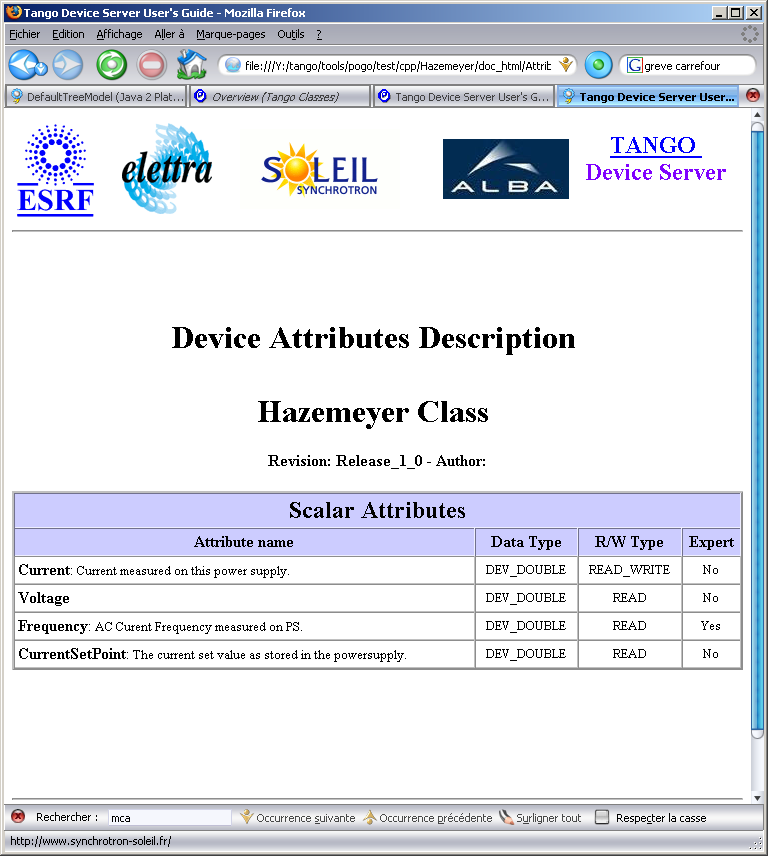 Tango Device Server User's Guide - Mozilla Firefox
Fichier Edition Affichage Aller à Marque-pages Outils ?
file:///Y:/tango/tools/pogo/test/cpp/Hazemeyer/doc_html/Attrib
G greve carrefour
DefaultTreeModel (Java 2 Plat... Overview (Tango Classes) Tango Device Server User's G... Tango Device Server User...
ESRF
elettra
SOLEIL
SYNCHROTRON
ALBA
TANGO
Device Server
Device Attributes Description
Hazemeyer Class
Revision: Release_1_0 - Author:
Scalar Attributes
Attribute name Data Type R/W Type Expert
Current: Current measured on this power supply. DEV_DOUBLE READ_WRITE No
Voltage DEV_DOUBLE READ No
Frequency: AC Curent Frequency measured on PS. DEV_DOUBLE READ Yes
CurrentSetPoint: The current set value as stored in the powersupply. DEV_DOUBLE READ No
Rechercher : mca Occurrence suivante Occurrence précédente Surligner tout Respecter la casse
http://www.synchrotron-soleil.fr/